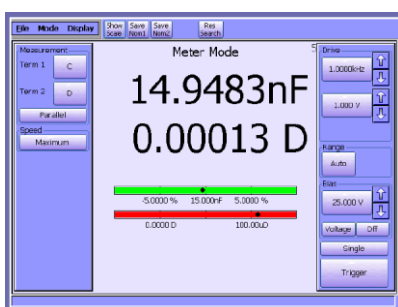 File Mode Display
Show Scale
Save Nom1
Save Nom2
Res Search
Measurement
Term 1 C
Term 2 D
Parallel
Speed
Maximum
Meter Mode
14.9483nF
0.00013 D
-5.0000 % 15.000nF 5.0000 %
0.0000 D 100.00uD
Drive
1.0000kHz
1.000 V
Range
Auto
Bias
25.000 V
Voltage Off
Single
Trigger